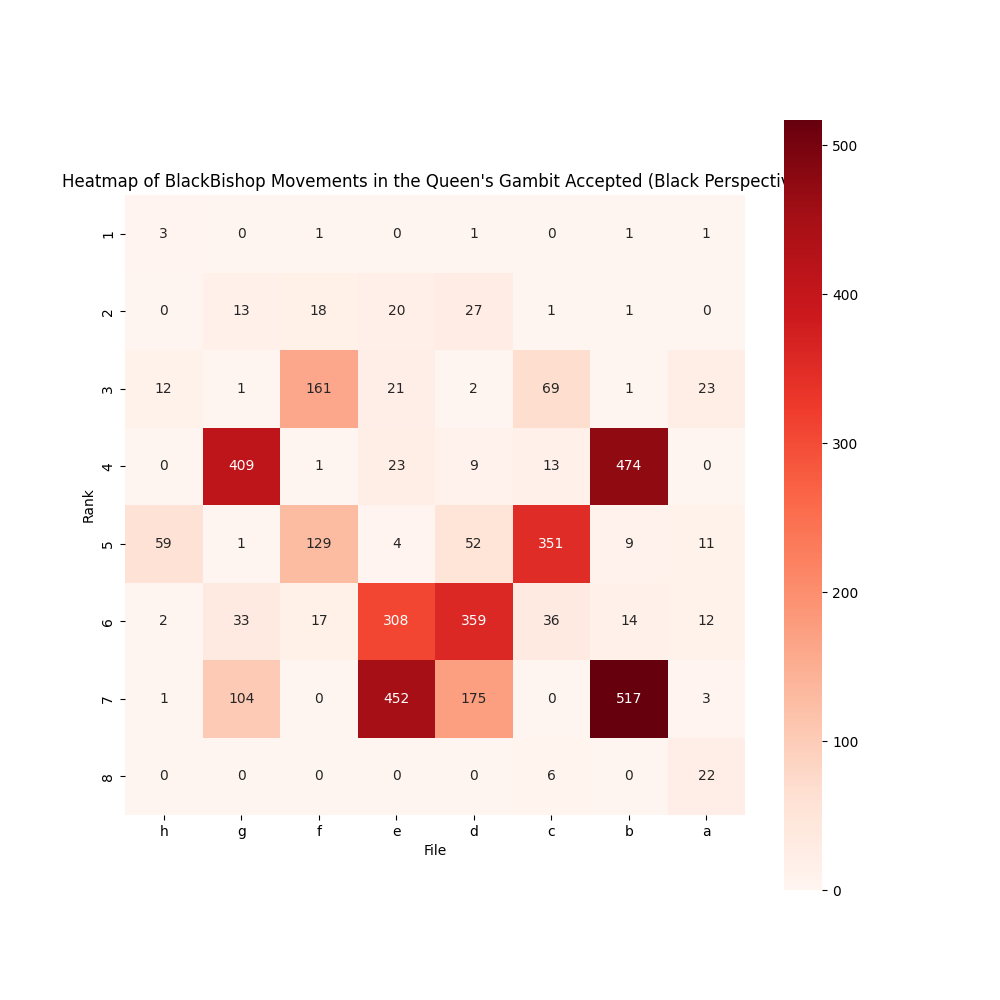 Heatmap of BlackBishop Movements in the Queen's Gambit Accepted (Black Perspectiv
500
1 3 0 1 0 1 0 1 1
2 0 13 18 20 27 1 1 0
400
3 12 1 161 21 2 69 1 23
300
4 0 409 1 23 9 13 474 0
Rank
5 59 1 129 4 52 351 9 11
200
6 2 33 17 308 359 36 14 12
7 1 104 0 452 175 0 517 3
100
8 0 0 0 0 0 6 0 22
h g f e d c b a
File
0